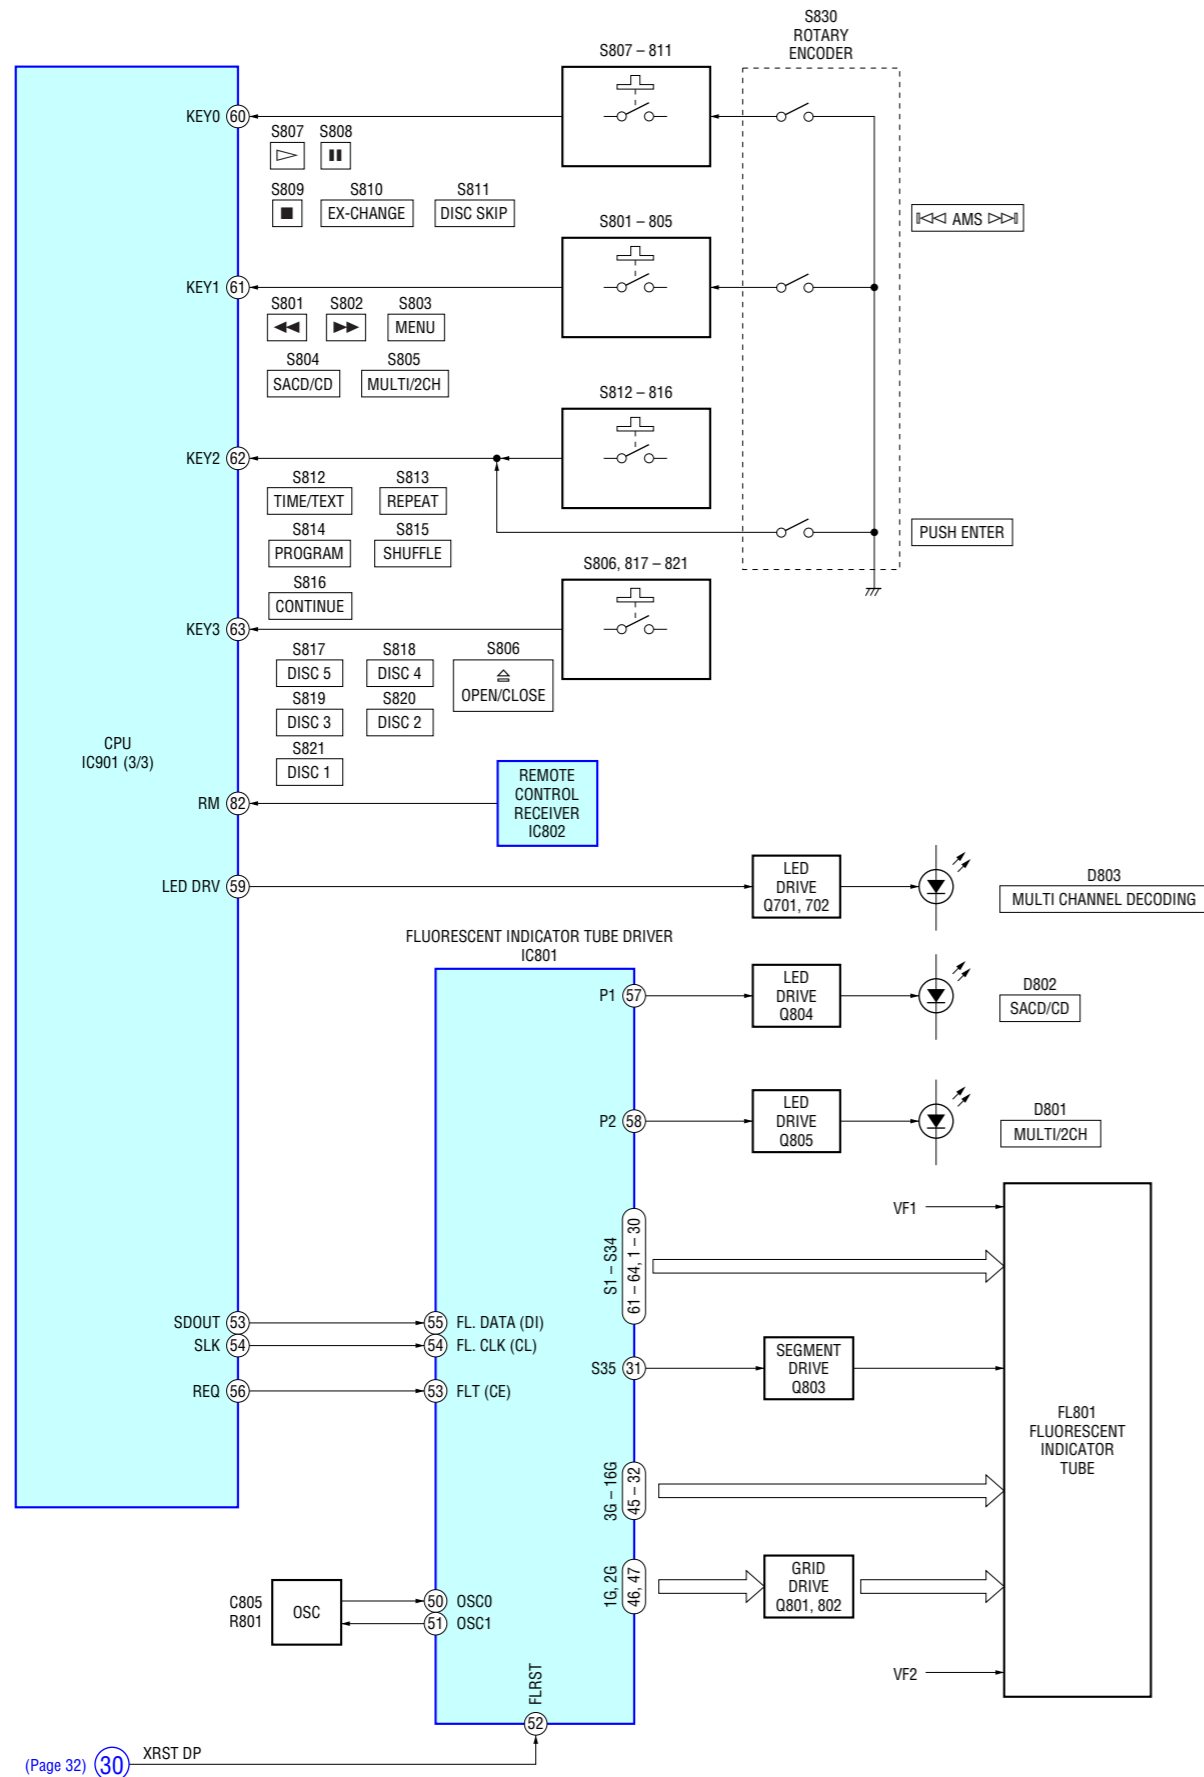 S830
ROTARY
ENCODER
S807 – 811
KEY0 60
S807 S808
S809 S810 S811
EX-CHANGE DISC SKIP
AMS
S801 – 805
KEY1 61
S801 S802 S803
MENU
S804 S805
SACD/CD MULTI/2CH
S812 – 816
KEY2 62
S812 S813
TIME/TEXT REPEAT
S814 S815
PROGRAM SHUFFLE
PUSH ENTER
S816
CONTINUE
S806, 817 – 821
KEY3 63
S817 S818 S806
DISC 5 DISC 4
OPEN/CLOSE
S819 S820
DISC 3 DISC 2
S821
DISC 1
CPU
IC901 (3/3)
RM 82
REMOTE
CONTROL
RECEIVER
IC802
LED DRV 59
LED
DRIVE
Q701, 702
D803
MULTI CHANNEL DECODING
FLUORESCENT INDICATOR TUBE DRIVER
IC801
P1 57
LED
DRIVE
Q804
D802
SACD/CD
P2 58
LED
DRIVE
Q805
D801
MULTI/2CH
VF1
S1 – S34
61 – 64, 1 – 30
SDOUT 53 55 FL. DATA (DI)
SLK 54 54 FL. CLK (CL)
REQ 56 53 FLT (CE)
S35 31
SEGMENT
DRIVE
Q803
FL801
FLUORESCENT
INDICATOR
TUBE
3G – 16G
45 – 32
1G, 2G
46, 47
GRID
DRIVE
Q801, 802
C805
R801
OSC
50 OSC0
51 OSC1
VF2
FLRST
52
(Page 32) 30 XRST DP